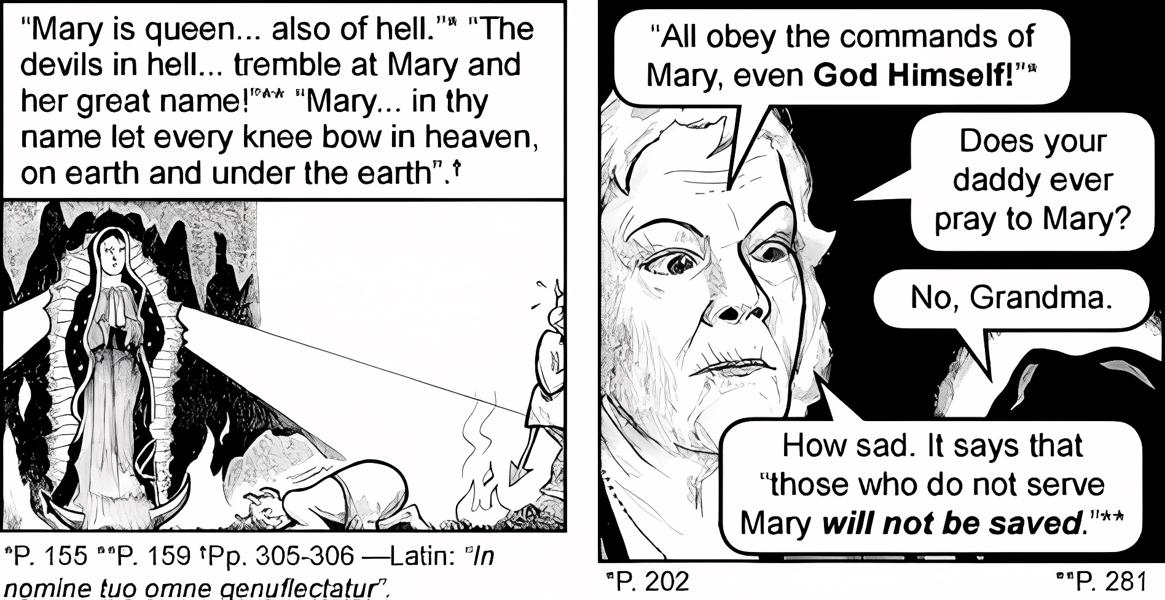 "Mary is queen... also of hell."* "The
devils in hell... tremble at Mary and
her great name!"** "Mary... in thy
name let every knee bow in heaven,
on earth and under the earth".†
*P. 155 **P. 159 †Pp. 305-306 —Latin: "In
nomine tuo omne genuflectatur".
"All obey the commands of
Mary, even God Himself!"*
Does your
daddy ever
pray to Mary?
No, Grandma.
How sad. It says that
"those who do not serve
Mary will not be saved."**
*P. 202
**P. 281